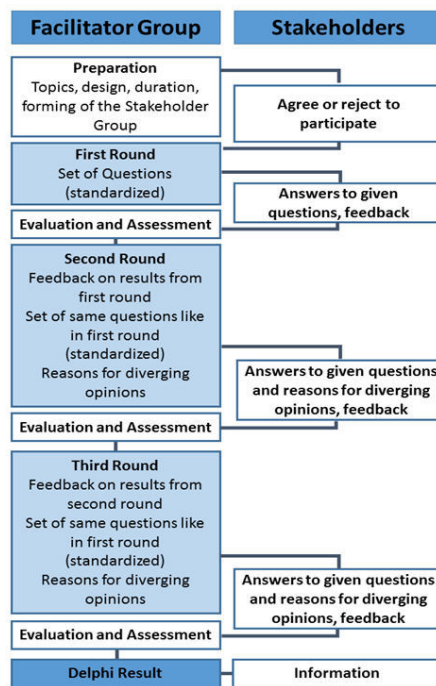 Facilitator Group
Stakeholders
Preparation
Topics, design, duration,
forming of the Stakeholder
Group
Agree or reject to
participate
First Round
Set of Questions
(standardized)
Answers to given
questions, feedback
Evaluation and Assessment
Second Round
Feedback on results from
first round
Set of same questions like
in first round
(standardized)
Reasons for diverging
opinions
Answers to given questions
and reasons for diverging
opinions, feedback
Evaluation and Assessment
Third Round
Feedback on results from
second round
Set of same questions like
in first round
(standardized)
Reasons for diverging
opinions
Answers to given questions
and reasons for diverging
opinions, feedback
Evaluation and Assessment
Delphi Result
Information